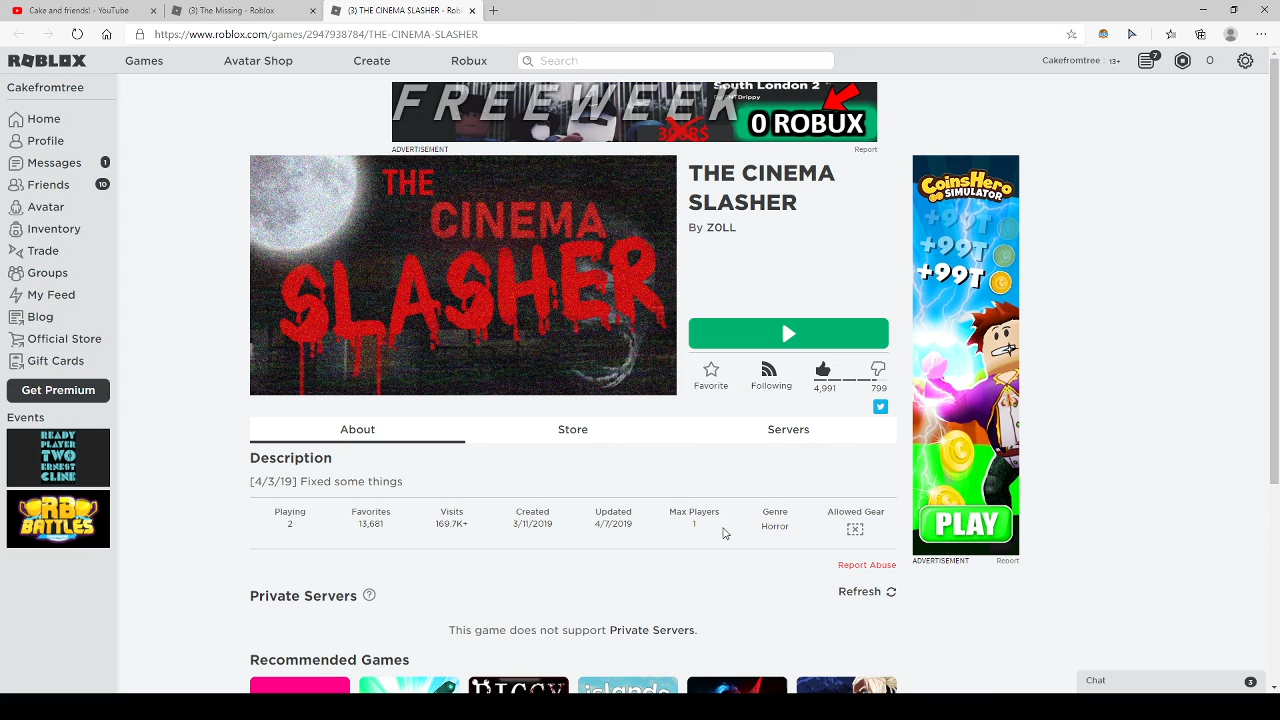 Cake and friends! - YouTube
(3) The Missing - Roblox
(3) THE CINEMA SLASHER - Rob
https://www.roblox.com/games/2947938784/THE-CINEMA-SLASHER
ROBLOX
Games
Avatar Shop
Create
Robux
Search
Cakefromtree
13+
7
0
Cakefromtree
Home
Profile
Messages 1
Friends 10
Avatar
Inventory
Trade
Groups
My Feed
Blog
Official Store
Gift Cards
Get Premium
Events
READY
PLAYER
TWO
ERNEST
CLINE
RB
BATTLES
FREEWEEK
South London 2
0 ROBUX
ADVERTISEMENT
Report
THE
CINEMA
SLASHER
THE CINEMA
SLASHER
By Z0LL
Favorite
Following
4,991
799
About
Store
Servers
Description
[4/3/19] Fixed some things
Playing
2
Favorites
13,681
Visits
169.7K+
Created
3/11/2019
Updated
4/7/2019
Max Players
1
Genre
Horror
Allowed Gear
Report Abuse
Private Servers
Refresh
This game does not support Private Servers.
Recommended Games
PIGGY
islands
COINSHERO
SIMULATOR
+99T
+99T
+99T
PLAY
ADVERTISEMENT
Report
Chat
3